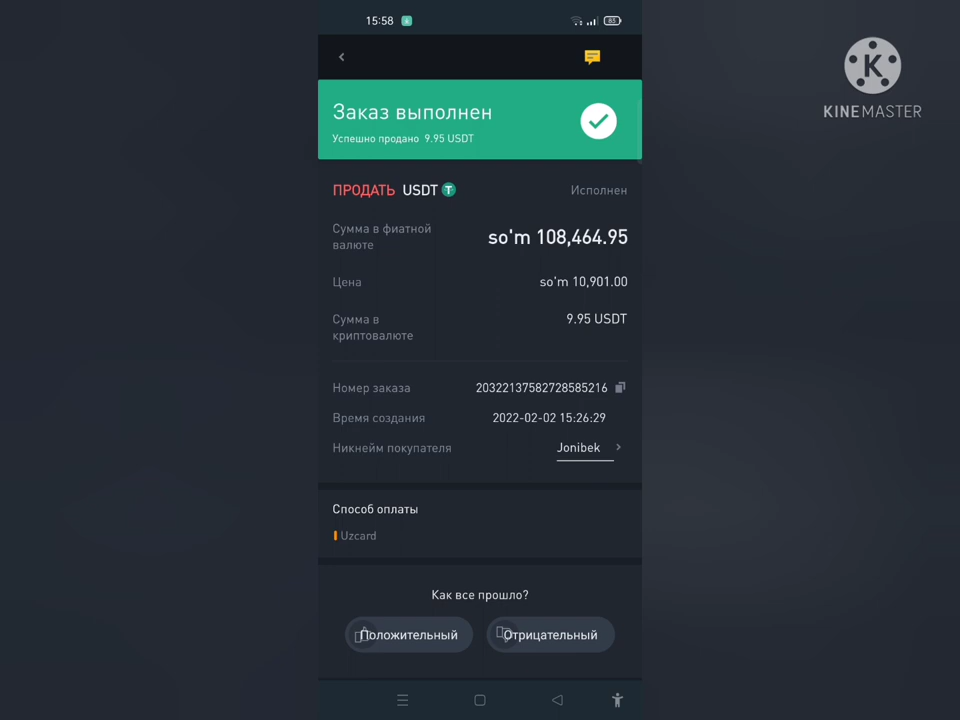 15:58
83
KINEMASTER
Заказ выполнен
Успешно продано 9.95 USDT
ПРОДАТЬ USDT
Исполнен
Сумма в фиатной
валюте
so'm 108,464.95
Цена
so'm 10,901.00
Сумма в
криптовалюте
9.95 USDT
Номер заказа
20322137582728585216
Время создания
2022-02-02 15:26:29
Никнейм покупателя
Jonibek
Способ оплаты
Uzcard
Как все прошло?
Положительный
Отрицательный